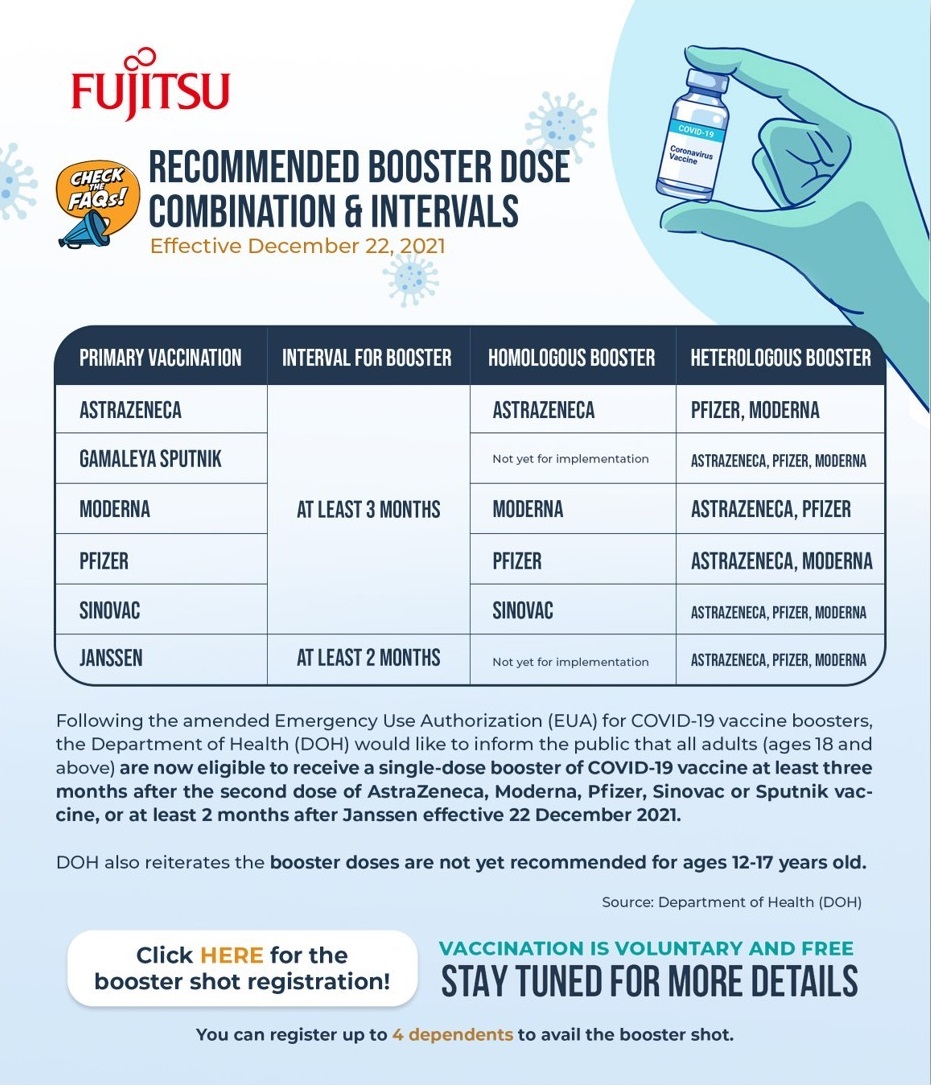 FUJITSU
COVID-19
Coronavirus
Vaccine
CHECK
THE
FAQs!
RECOMMENDED BOOSTER DOSE
COMBINATION & INTERVALS
Effective December 22, 2021
PRIMARY VACCINATION INTERVAL FOR BOOSTER HOMOLOGOUS BOOSTER HETEROLOGOUS BOOSTER
ASTRAZENECA ASTRAZENECA PFIZER, MODERNA
GAMALEYA SPUTNIK Not yet for implementation ASTRAZENECA, PFIZER, MODERNA
MODERNA AT LEAST 3 MONTHS MODERNA ASTRAZENECA, PFIZER
PFIZER PFIZER ASTRAZENECA, MODERNA
SINOVAC SINOVAC ASTRAZENECA, PFIZER, MODERNA
JANSSEN AT LEAST 2 MONTHS Not yet for implementation ASTRAZENECA, PFIZER, MODERNA
Following the amended Emergency Use Authorization (EUA) for COVID-19 vaccine boosters,
the Department of Health (DOH) would like to inform the public that all adults (ages 18 and
above) are now eligible to receive a single-dose booster of COVID-19 vaccine at least three
months after the second dose of AstraZeneca, Moderna, Pfizer, Sinovac or Sputnik vac-
cine, or at least 2 months after Janssen effective 22 December 2021.
DOH also reiterates the booster doses are not yet recommended for ages 12-17 years old.
Source: Department of Health (DOH)
Click HERE for the
booster shot registration!
VACCINATION IS VOLUNTARY AND FREE
STAY TUNED FOR MORE DETAILS
You can register up to 4 dependents to avail the booster shot.